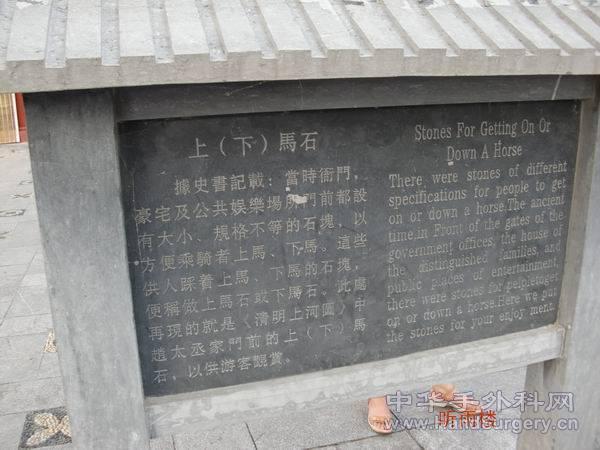 上（下）馬石
據史書記載：當時衙門，
豪宅及公共娛樂場所門前都設
有大小、規格不等的石塊，以
方便乘騎者上馬、下馬。這些
供人踩着上馬、下馬的石塊，
便稱做上馬石或下馬石。此處
再現的就是《清明上河圖》中
趙太丞家門前的上（下）馬
石，以供游客觀賞。
Stones For Getting On Or
Down A Horse
There were stones of different
specifications for people to get
on or down a horse.The ancient
time,in Front of the gates of the
government offices, the house of
the distinguished families, and
public places of entertainment,
there were stones for pelpletoget
on or down a horse.Here we put
the stones for your enjoy ment.
中华手外科网
听雨楼
www.HandSurgery.cn